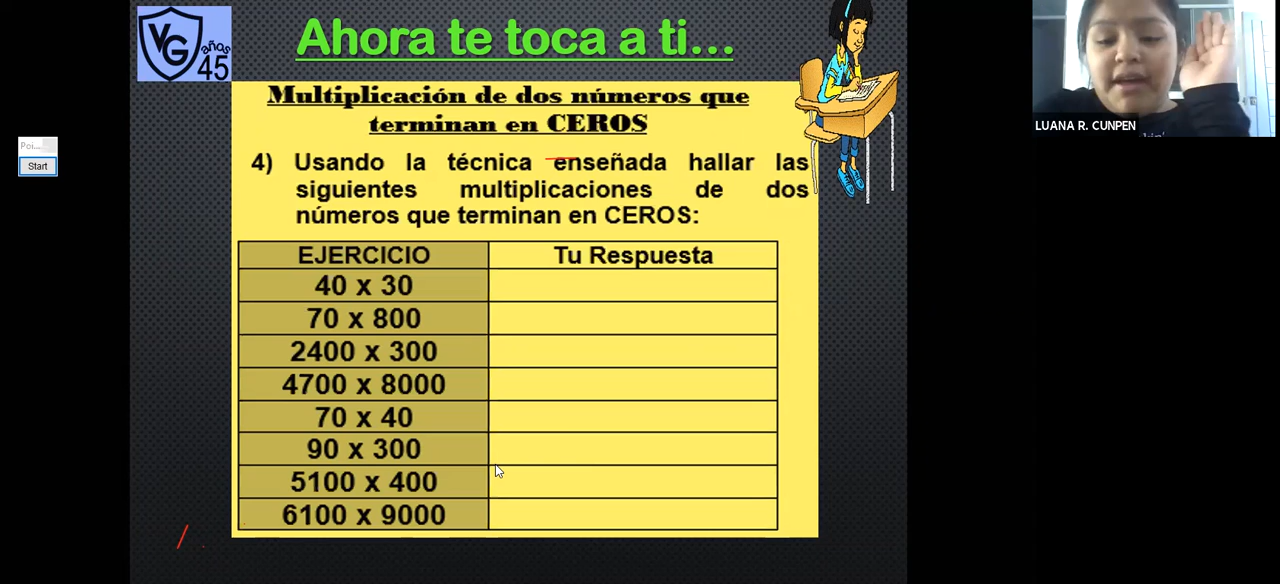 VG
años
45
Ahora te toca a ti...
Multiplicación de dos números que
terminan en CEROS
4) Usando la técnica enseñada hallar las
siguientes multiplicaciones de dos
números que terminan en CEROS:
EJERCICIO Tu Respuesta
40 x 30
70 x 800
2400 x 300
4700 x 8000
70 x 40
90 x 300
5100 x 400
6100 x 9000
Poi....
Start
LUANA R. CUNPEN